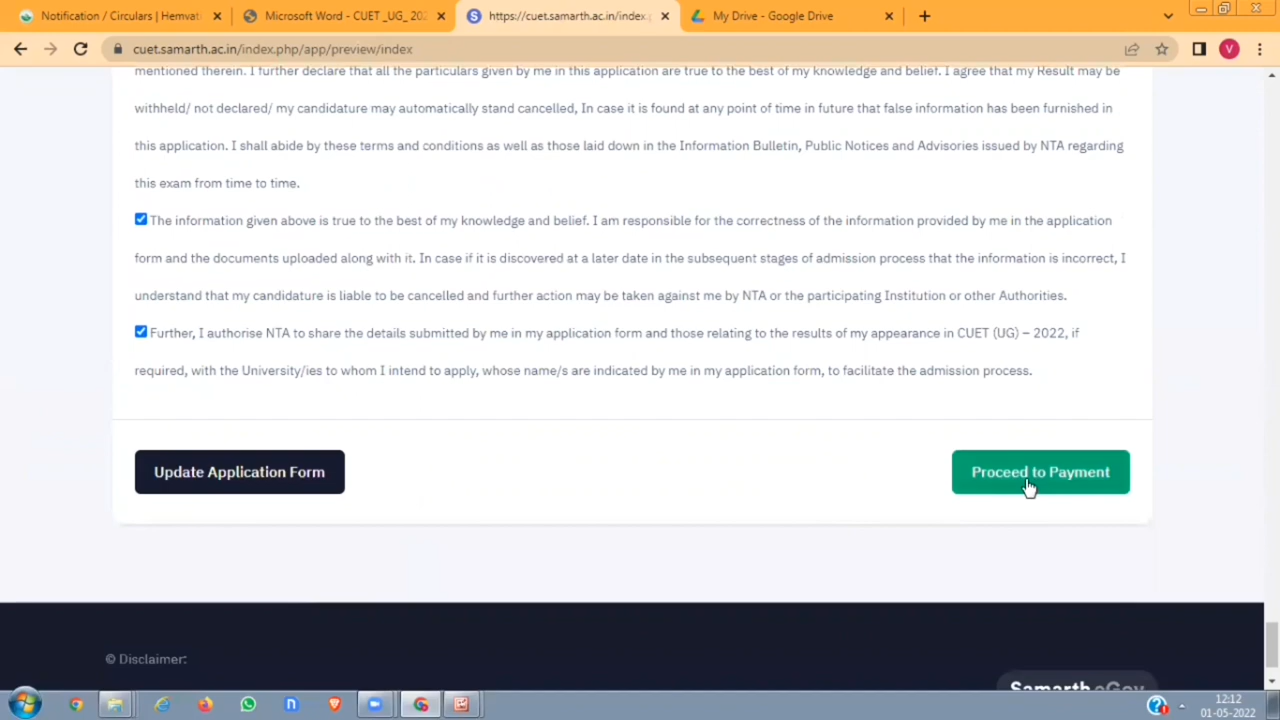 Notification / Circulars | Hemvat
Microsoft Word - CUET _UG_ 202
https://cuet.samarth.ac.in/index.
My Drive - Google Drive
cuet.samarth.ac.in/index.php/app/preview/index
V
mentioned therein. I further declare that all the particulars given by me in this application are true to the best of my knowledge and belief. I agree that my Result may be
withheld/ not declared/ my candidature may automatically stand cancelled, In case it is found at any point of time in future that false information has been furnished in
this application. I shall abide by these terms and conditions as well as those laid down in the Information Bulletin, Public Notices and Advisories issued by NTA regarding
this exam from time to time.
The information given above is true to the best of my knowledge and belief. I am responsible for the correctness of the information provided by me in the application
form and the documents uploaded along with it. In case if it is discovered at a later date in the subsequent stages of admission process that the information is incorrect, I
understand that my candidature is liable to be cancelled and further action may be taken against me by NTA or the participating Institution or other Authorities.
Further, I authorise NTA to share the details submitted by me in my application form and those relating to the results of my appearance in CUET (UG) – 2022, if
required, with the University/ies to whom I intend to apply, whose name/s are indicated by me in my application form, to facilitate the admission process.
Update Application Form
Proceed to Payment
© Disclaimer:
Samarth eGov
12:12
01-05-2022